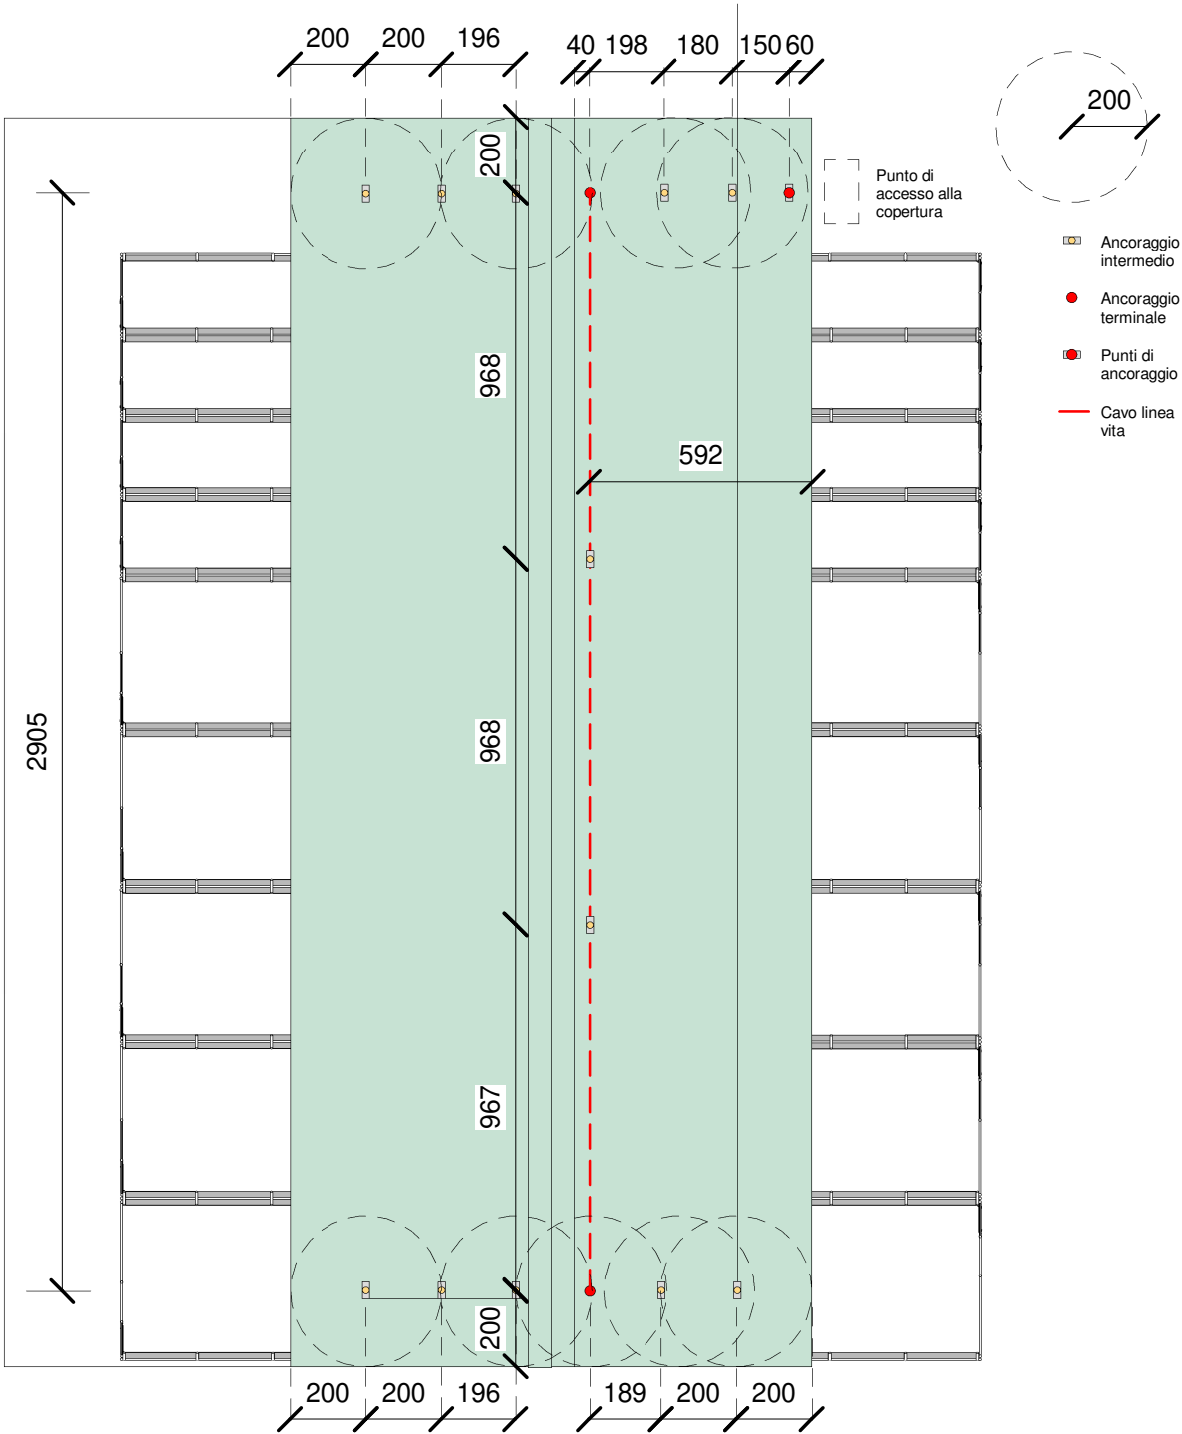 200 200 196 40 198 180 150 60
200
200
Punto di
accesso alla
copertura
Ancoraggio
intermedio
Ancoraggio
terminale
Punti di
ancoraggio
Cavo linea
vita
968
592
968
2905
967
200
200 200 196 189 200 200